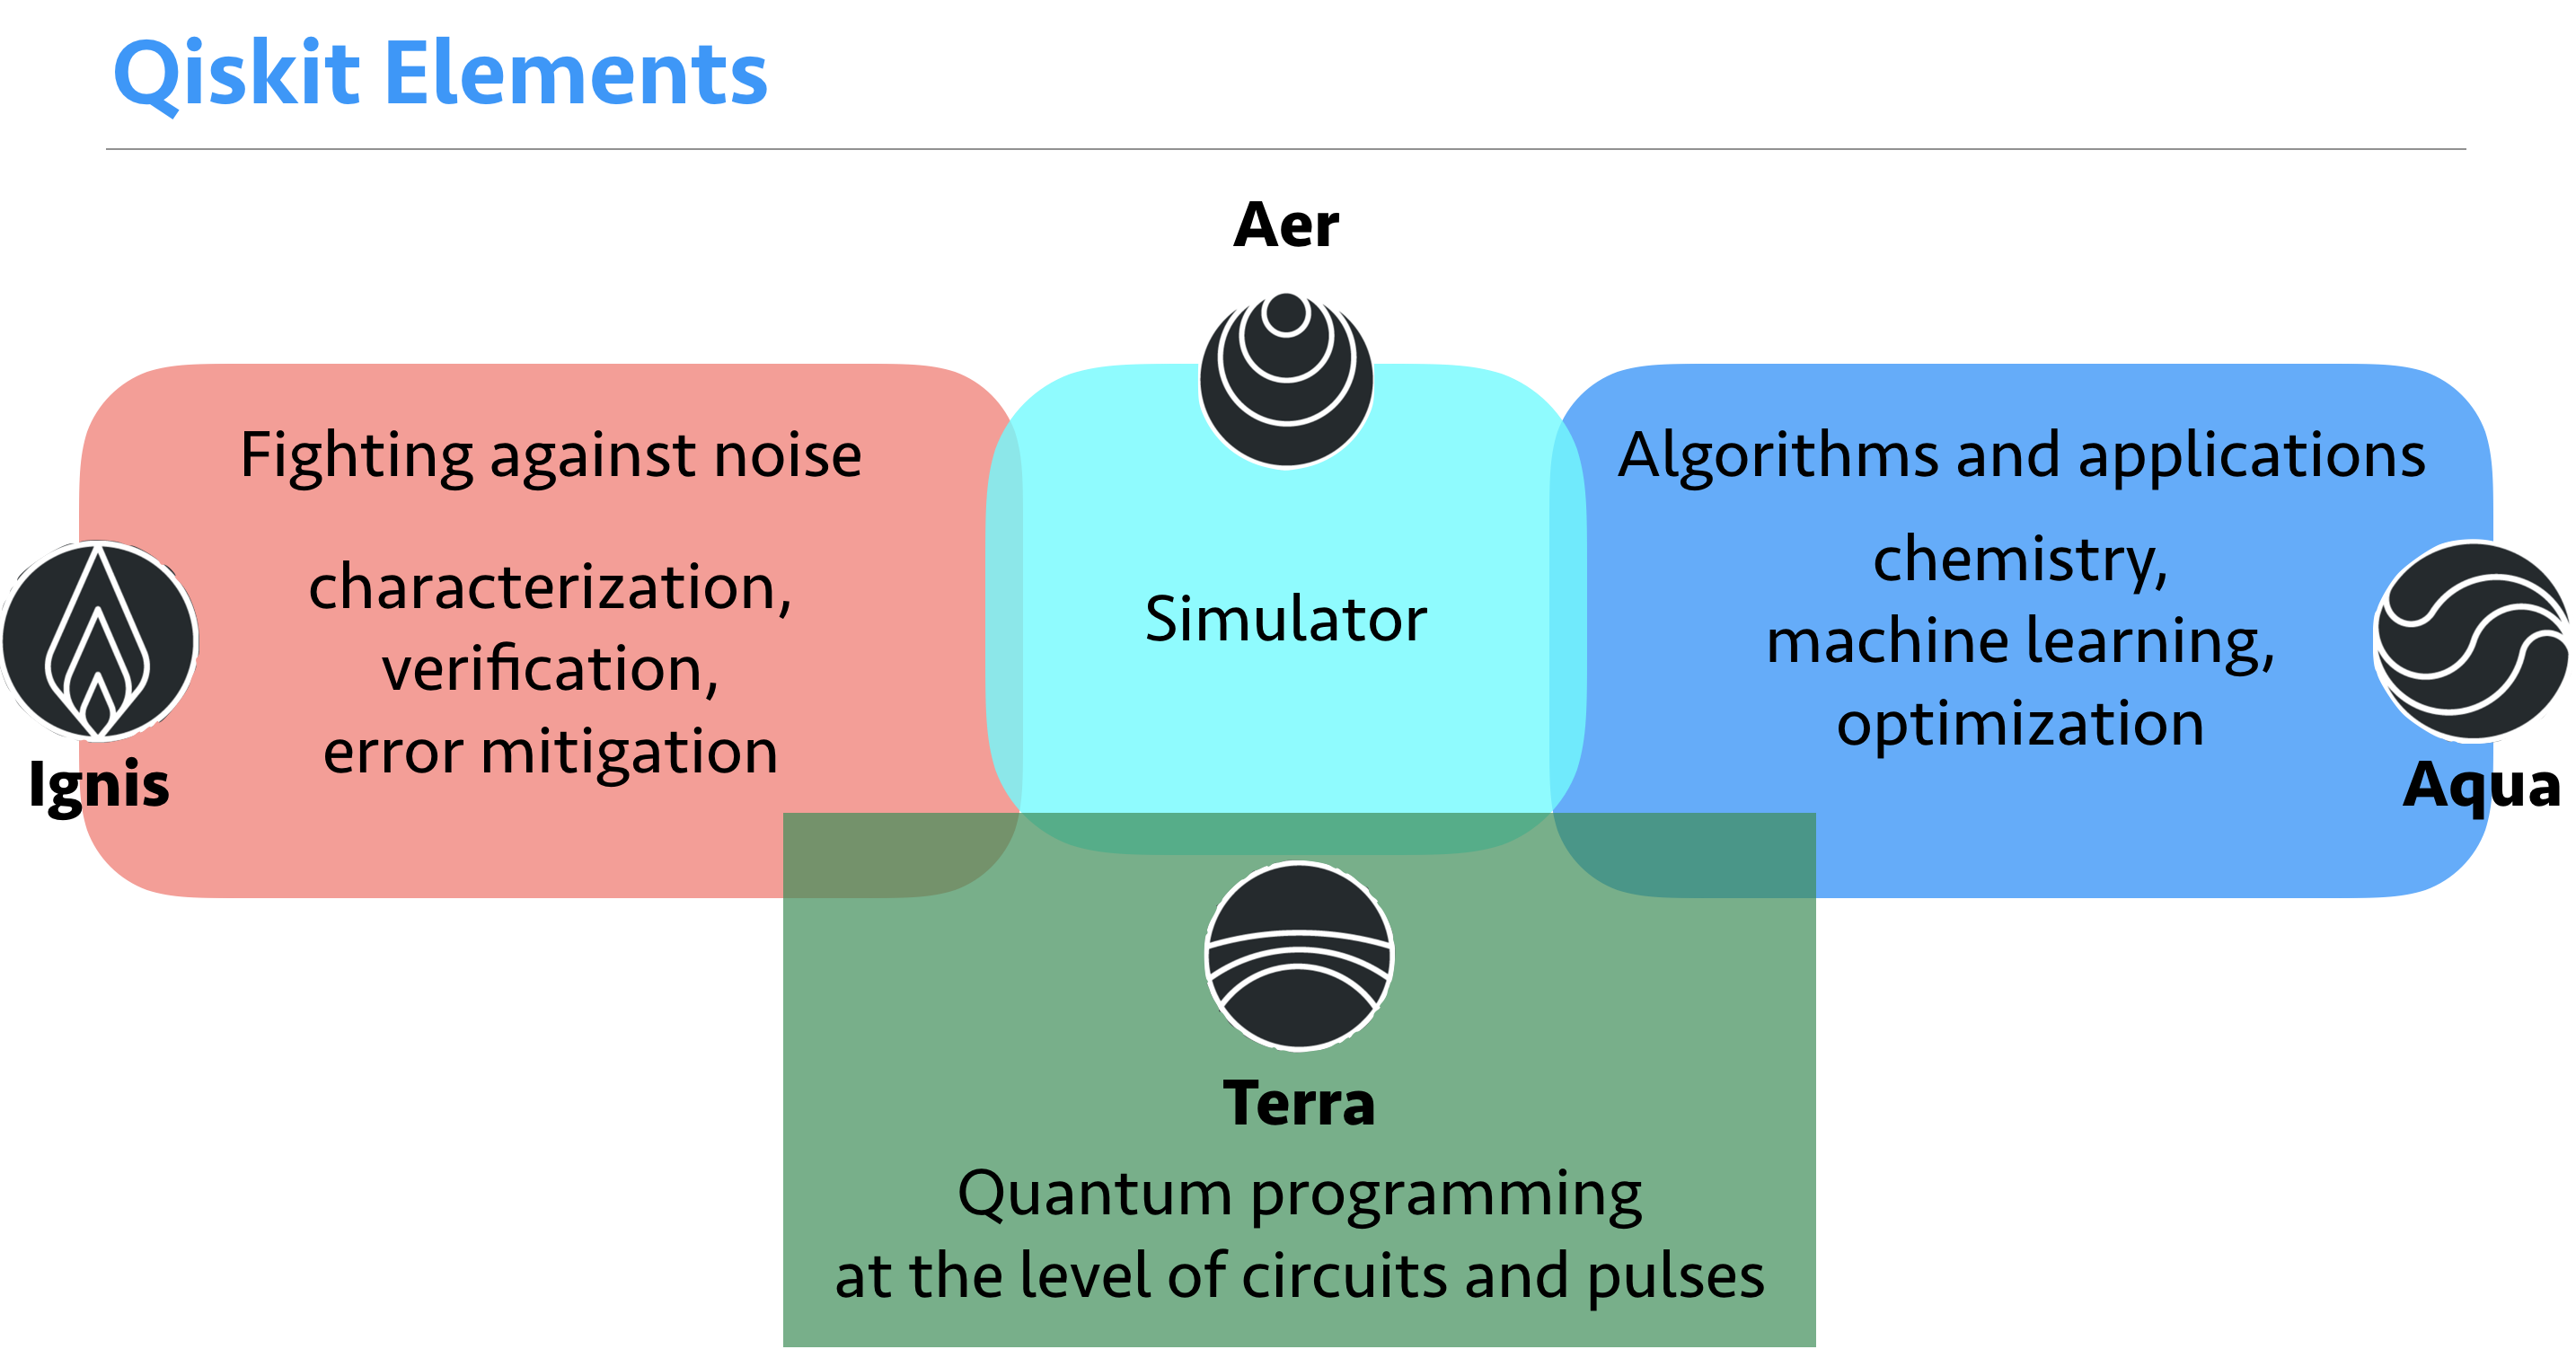 Qiskit Elements
Aer
Fighting against noise
characterization,
verification,
error mitigation
Ignis
Simulator
Algorithms and applications
chemistry,
machine learning,
optimization
Aqua
Terra
Quantum programming
at the level of circuits and pulses